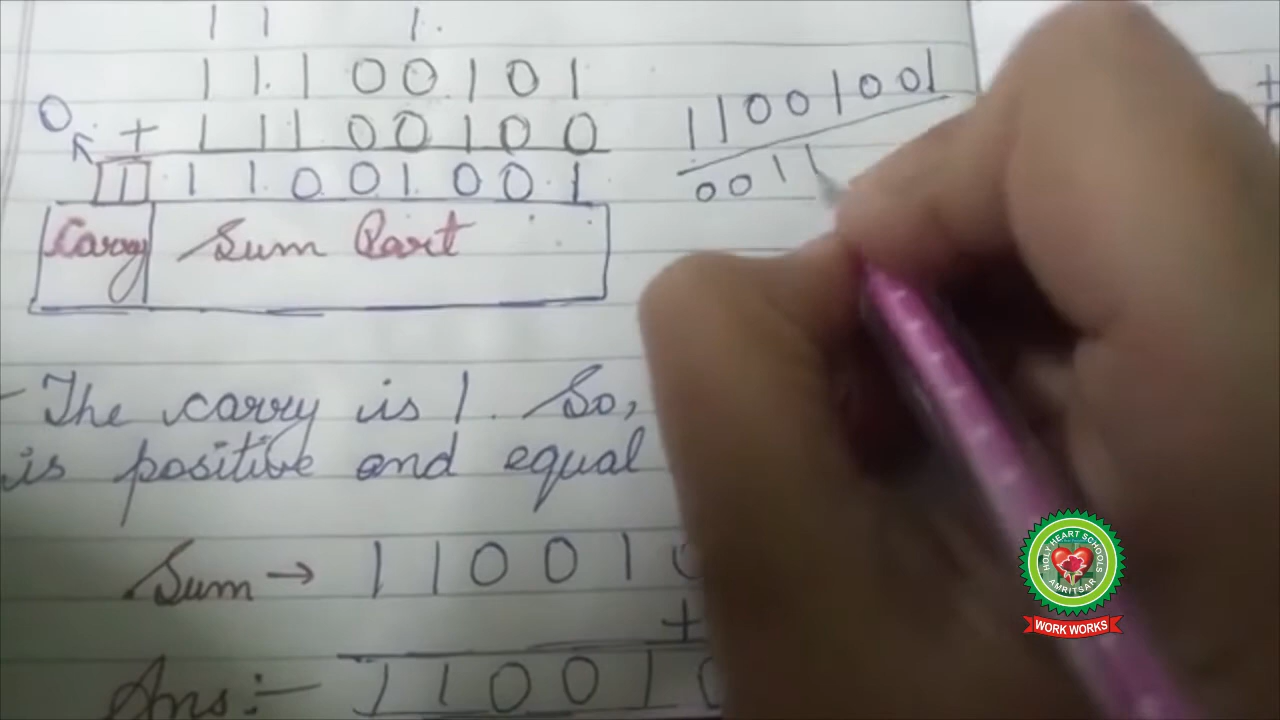 1 1 1.
1 1 1 0 0 1 0 1
0 + 1 1 1 0 0 1 0 0
1 1 1 0 0 1 0 0 1
Carry Sum Part
1 1 0 0 1 0 0 1
0 0 1 1
The carry is 1. So,
is positive and equal
Sum → 1 1 0 0 1 0
+
Ans:- 1 1 0 0 1 0
+
HOLY HEART SCHOOLS
AMRITSAR
WORK WORKS